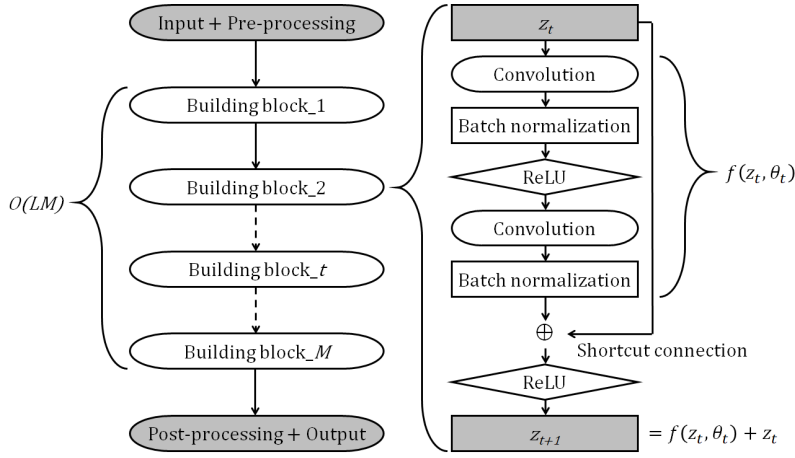 Input + Pre-processing
Building block_1
Building block_2
Building block_t
Building block_M
Post-processing + Output
O(LM)
z_t
Convolution
Batch normalization
ReLU
Convolution
Batch normalization
⊕
Shortcut connection
ReLU
z_{t+1}
= f(z_t, θ_t) + z_t
f(z_t, θ_t)